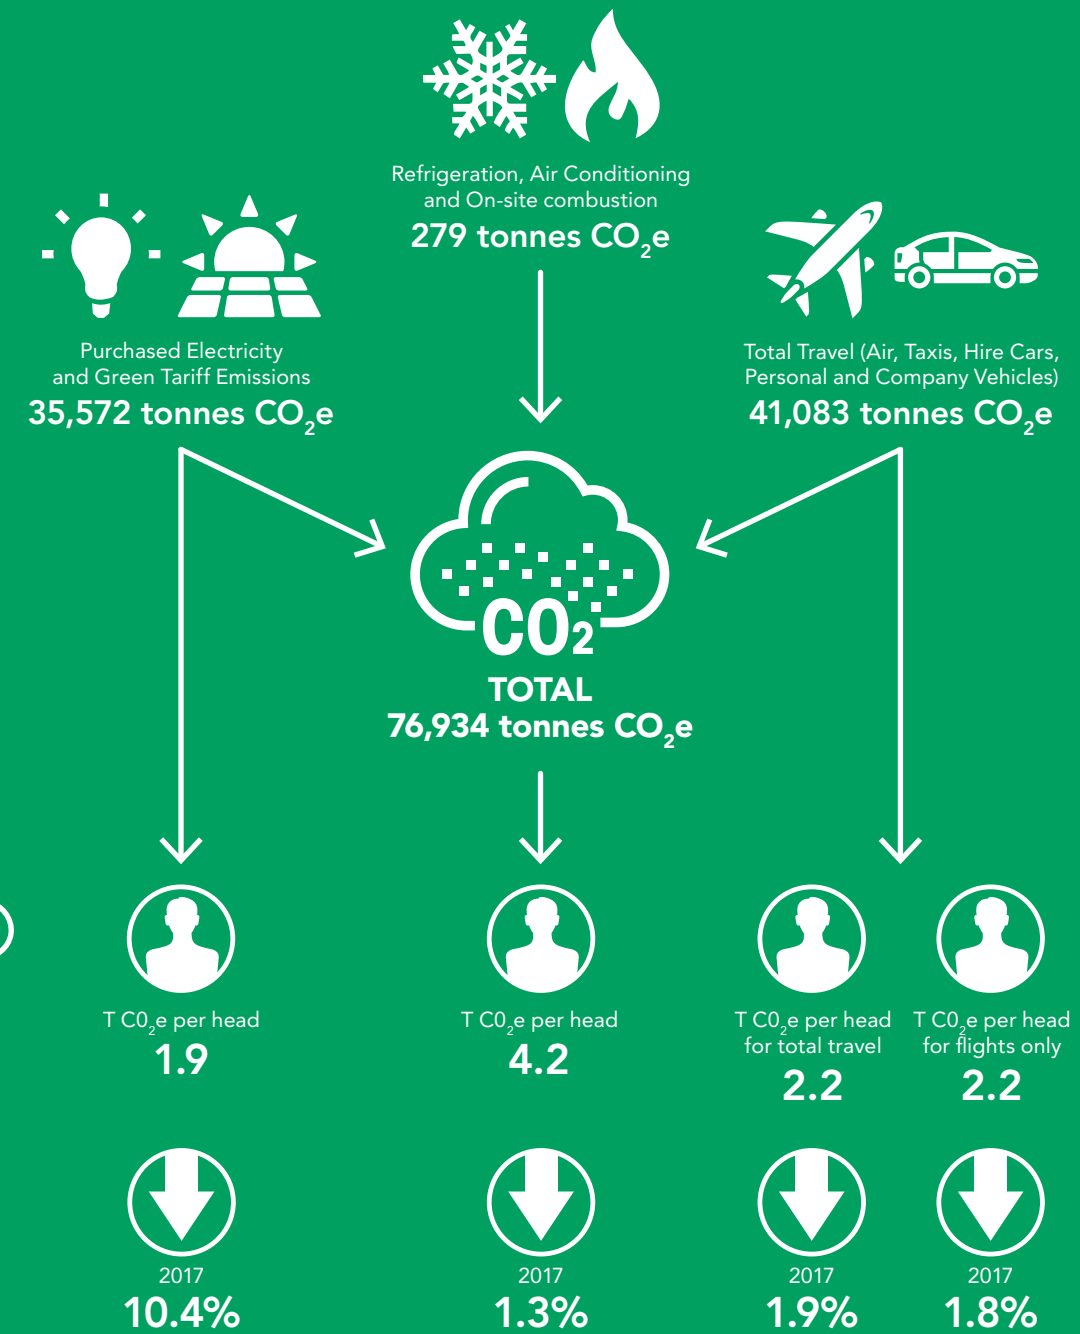 Refrigeration, Air Conditioning
and On-site combustion
279 tonnes CO₂e
Purchased Electricity
and Green Tariff Emissions
35,572 tonnes CO₂e
Total Travel (Air, Taxis, Hire Cars,
Personal and Company Vehicles)
41,083 tonnes CO₂e
CO₂
TOTAL
76,934 tonnes CO₂e
T C0₂e per head
1.9
T C0₂e per head
4.2
T C0₂e per head
for total travel
2.2
T C0₂e per head
for flights only
2.2
2017
10.4%
2017
1.3%
2017
1.9%
2017
1.8%